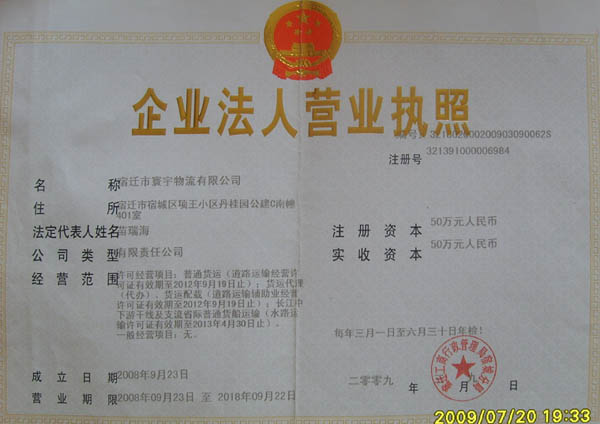 企业法人营业执照
编号 321302000200903090062S
注册号 321391000006984
名称 宿迁市寰宇物流有限公司
住所 宿迁市宿城区项王小区丹桂园公建C南幢
401室
法定代表人姓名 苗瑞海
公司类型 有限责任公司
经营范围 许可经营项目：普通货运（道路运输经营许
可证有效期至2012年9月19日止）；货运代理
（代办）、货运配载（道路运输辅助业经营
许可证有效期至2012年9月19日止）；长江中
下游干线及支流省际普通货船运输（水路运
输许可证有效期至2013年4月30日止）。
一般经营项目：无。
注册资本 50万元人民币
实收资本 50万元人民币
每年三月一日至六月三十日年检！
成立日期 2008年9月23日
营业期限 2008年09月23日 至 2018年09月22日
二00九 年 月 九 日
2009/07/20 19:33